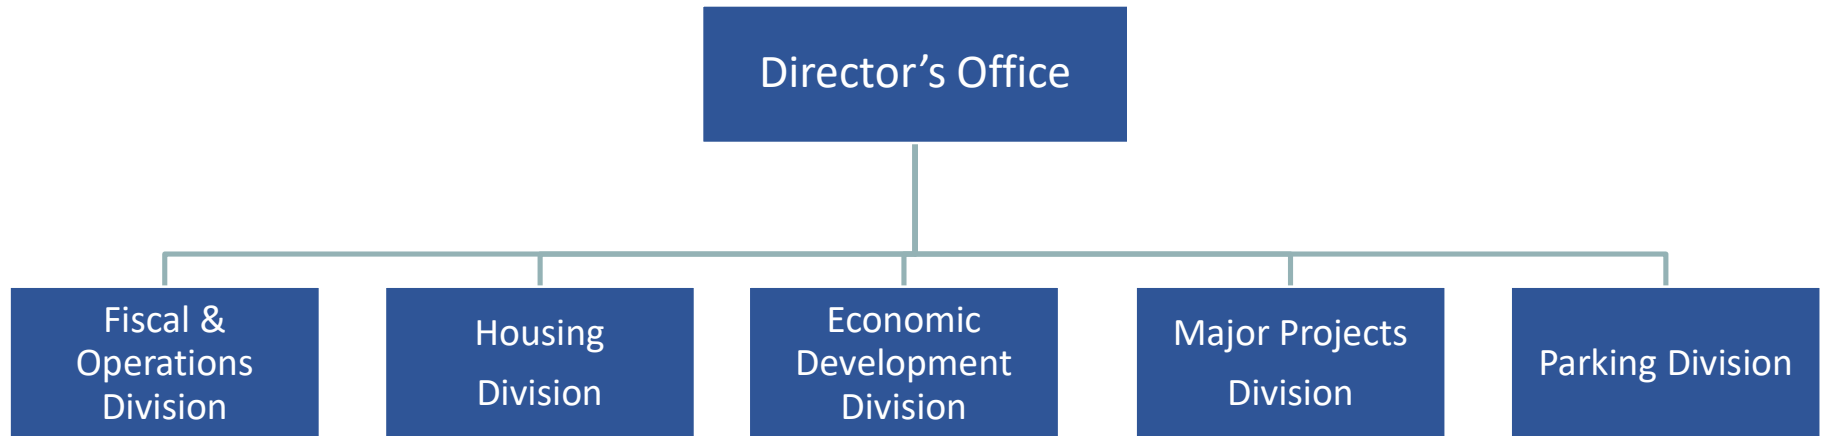 Director’s Office
Fiscal &
Operations
Division
Housing
Division
Economic
Development
Division
Major Projects
Division
Parking Division